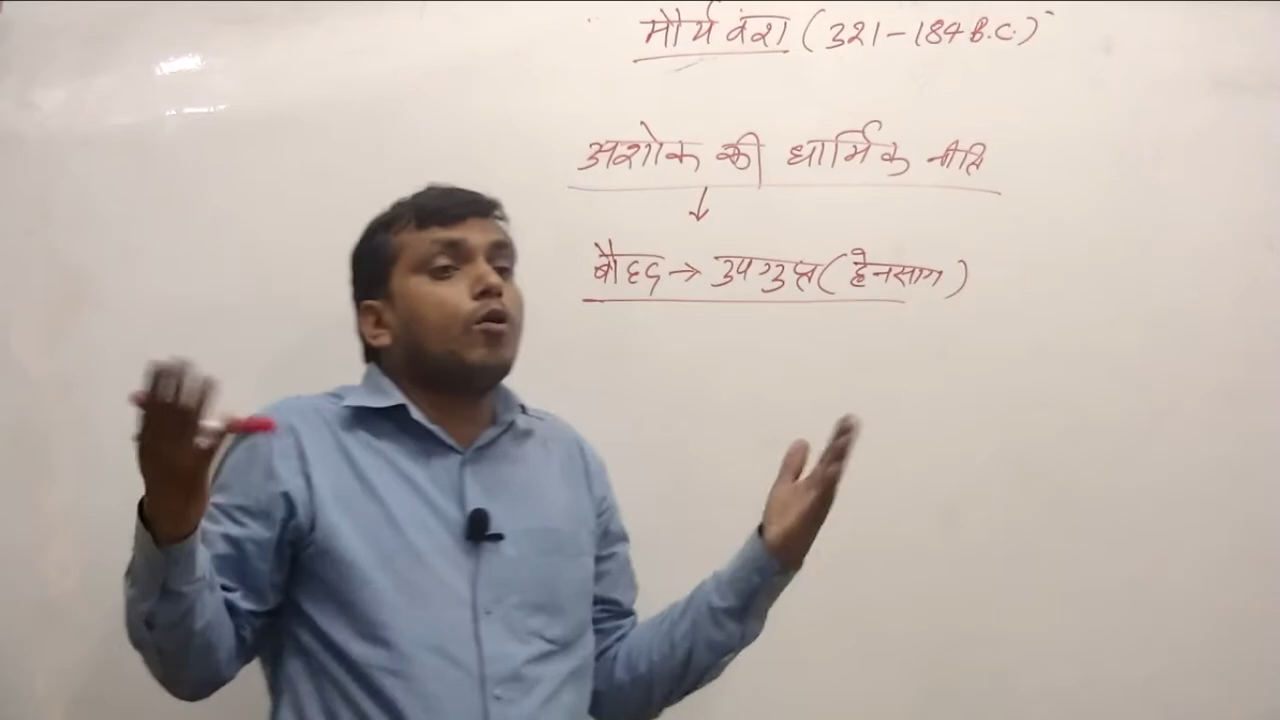 मौर्य वंश (321-184 B.C.)
अशोक की धार्मिक नीति
↓
बौद्द → उपगुप्त (हेनसाग)